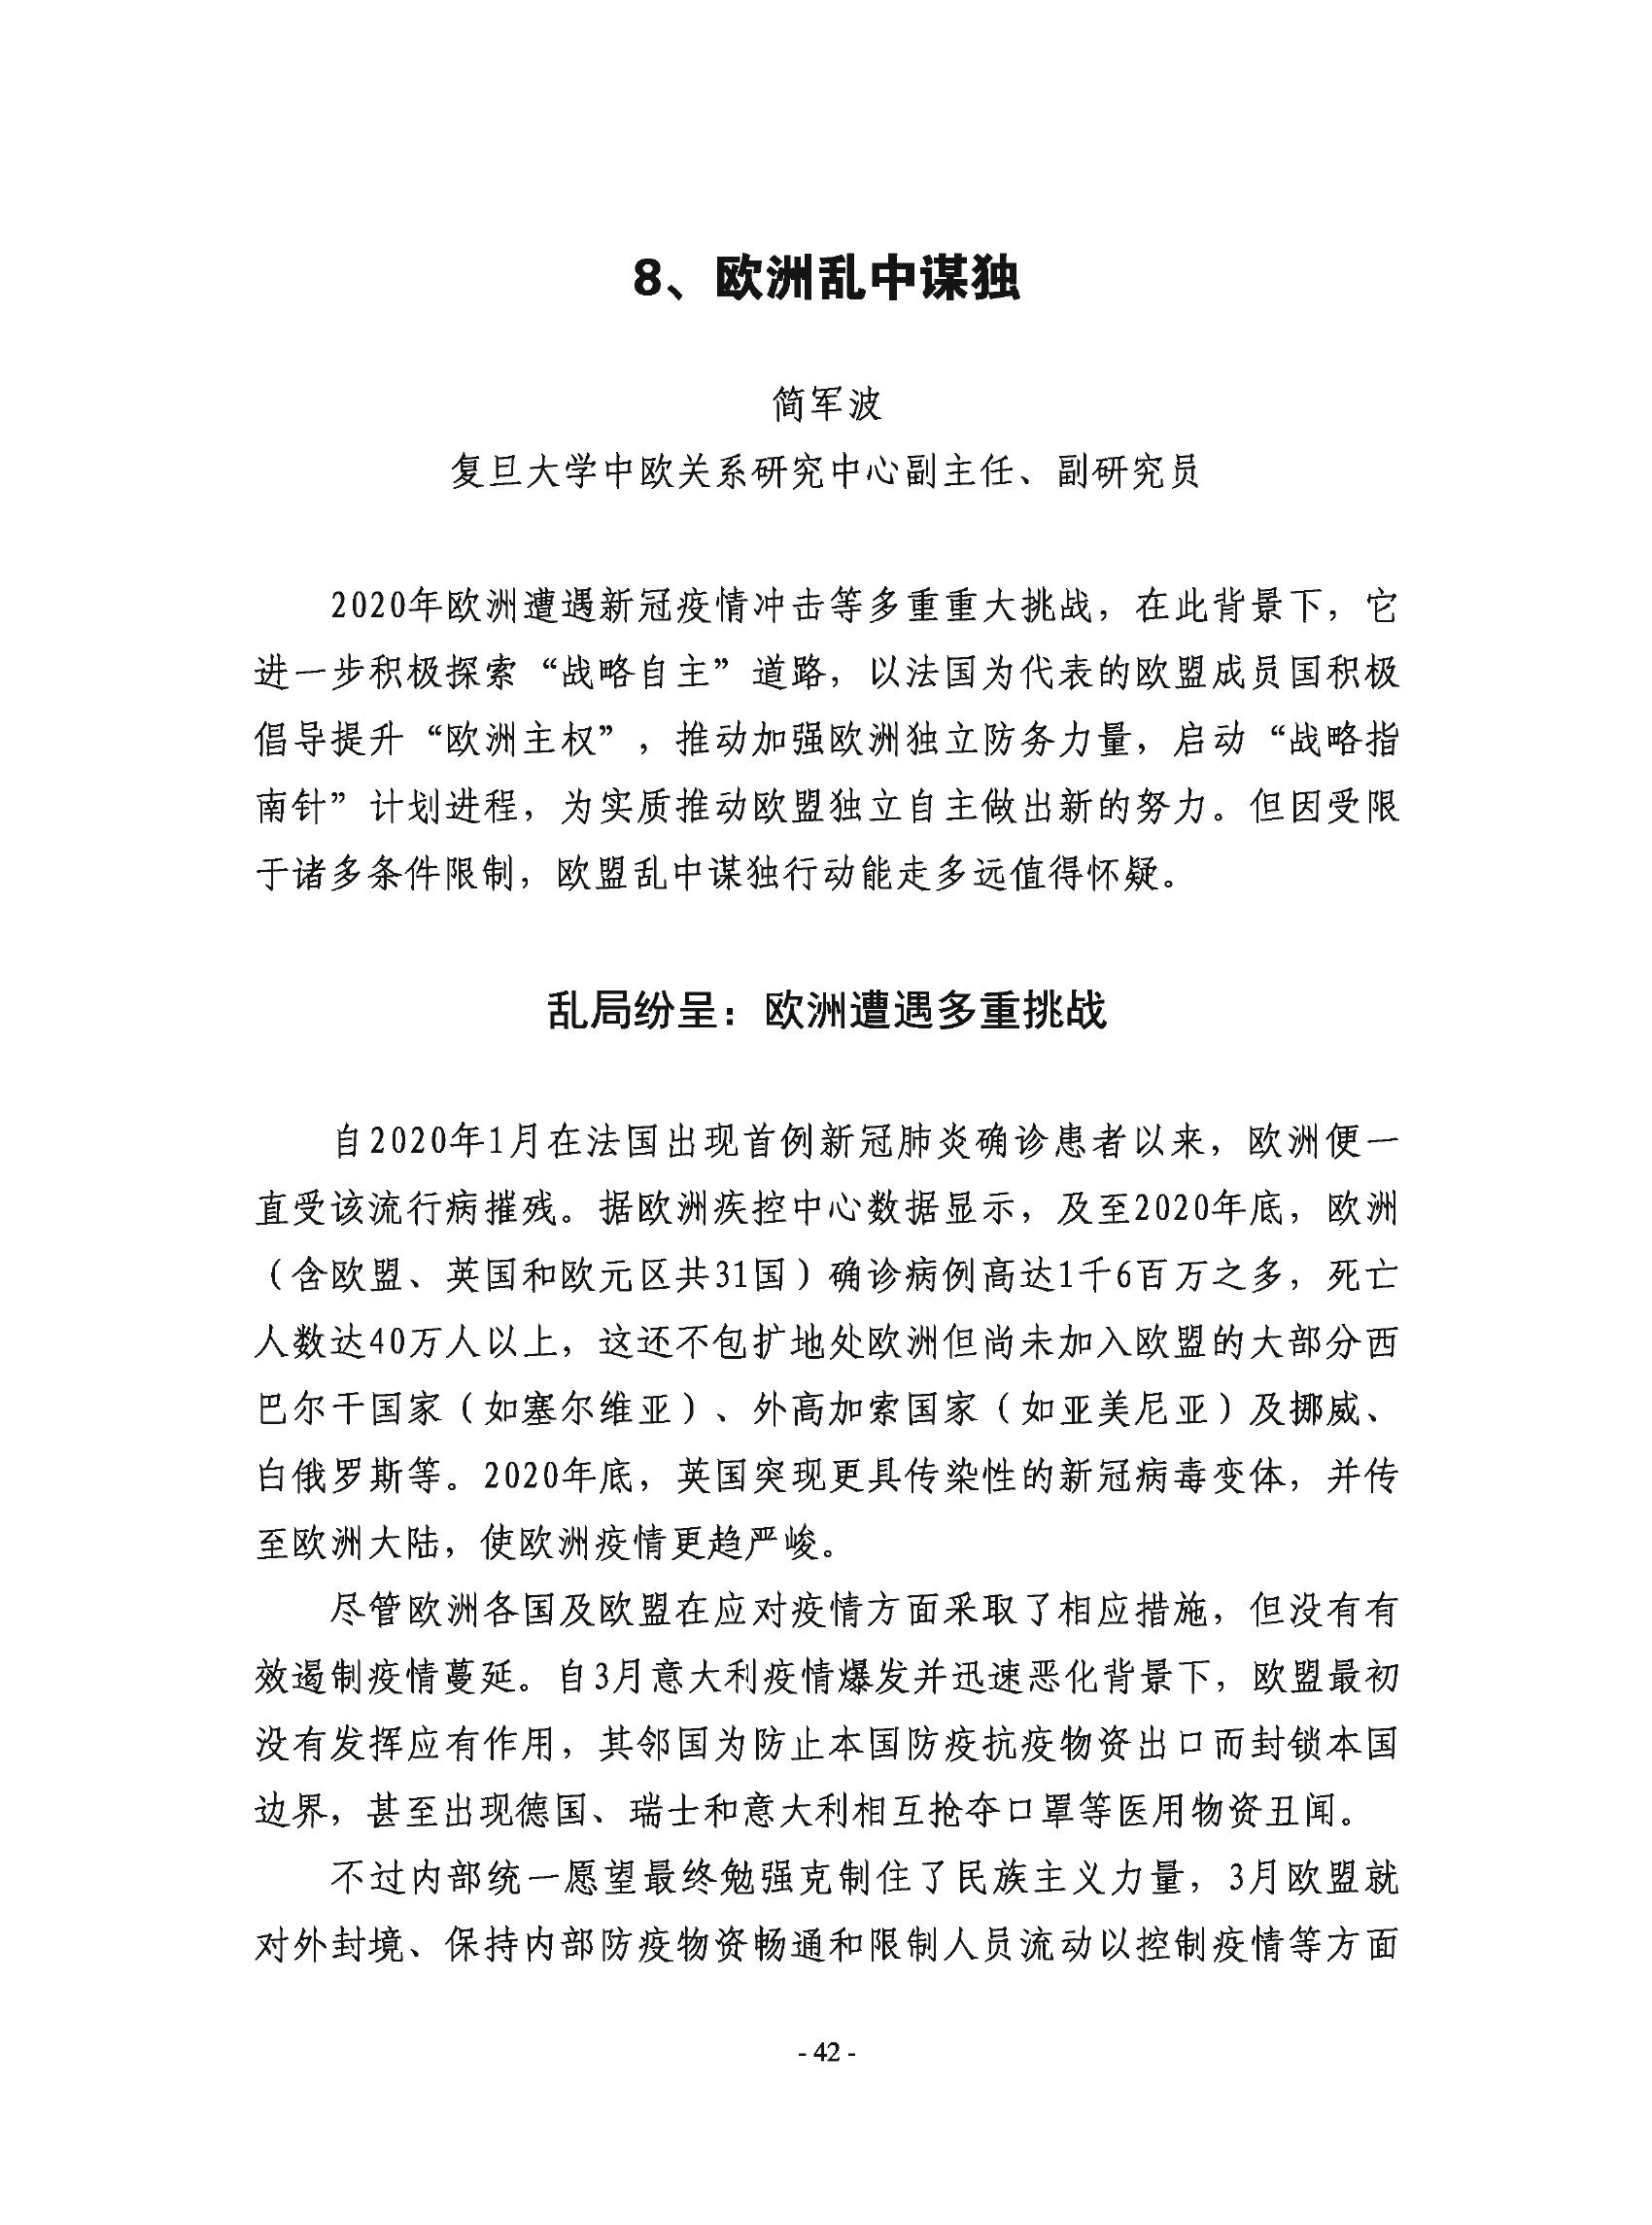 8、欧洲乱中谋独
简军波
复旦大学中欧关系研究中心副主任、副研究员
2020年欧洲遭遇新冠疫情冲击等多重重大挑战，在此背景下，它
进一步积极探索“战略自主”道路，以法国为代表的欧盟成员国积极
倡导提升“欧洲主权”，推动加强欧洲独立防务力量，启动“战略指
南针”计划进程，为实质推动欧盟独立自主做出新的努力。但因受限
于诸多条件限制，欧盟乱中谋独行动能走多远值得怀疑。
乱局纷呈：欧洲遭遇多重挑战
自2020年1月在法国出现首例新冠肺炎确诊患者以来，欧洲便一
直受该流行病摧残。据欧洲疾控中心数据显示，及至2020年底，欧洲
（含欧盟、英国和欧元区共31国）确诊病例高达1千6百万之多，死亡
人数达40万人以上，这还不包扩地处欧洲但尚未加入欧盟的大部分西
巴尔干国家（如塞尔维亚）、外高加索国家（如亚美尼亚）及挪威、
白俄罗斯等。2020年底，英国突现更具传染性的新冠病毒变体，并传
至欧洲大陆，使欧洲疫情更趋严峻。
尽管欧洲各国及欧盟在应对疫情方面采取了相应措施，但没有有
效遏制疫情蔓延。自3月意大利疫情爆发并迅速恶化背景下，欧盟最初
没有发挥应有作用，其邻国为防止本国防疫抗疫物资出口而封锁本国
边界，甚至出现德国、瑞士和意大利相互抢夺口罩等医用物资丑闻。
不过内部统一愿望最终勉强克制住了民族主义力量，3月欧盟就
对外封境、保持内部防疫物资畅通和限制人员流动以控制疫情等方面
- 42 -